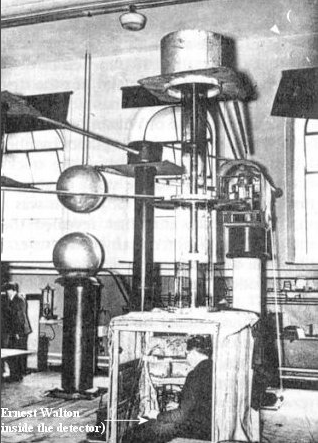 Ernest Walton
inside the detector)